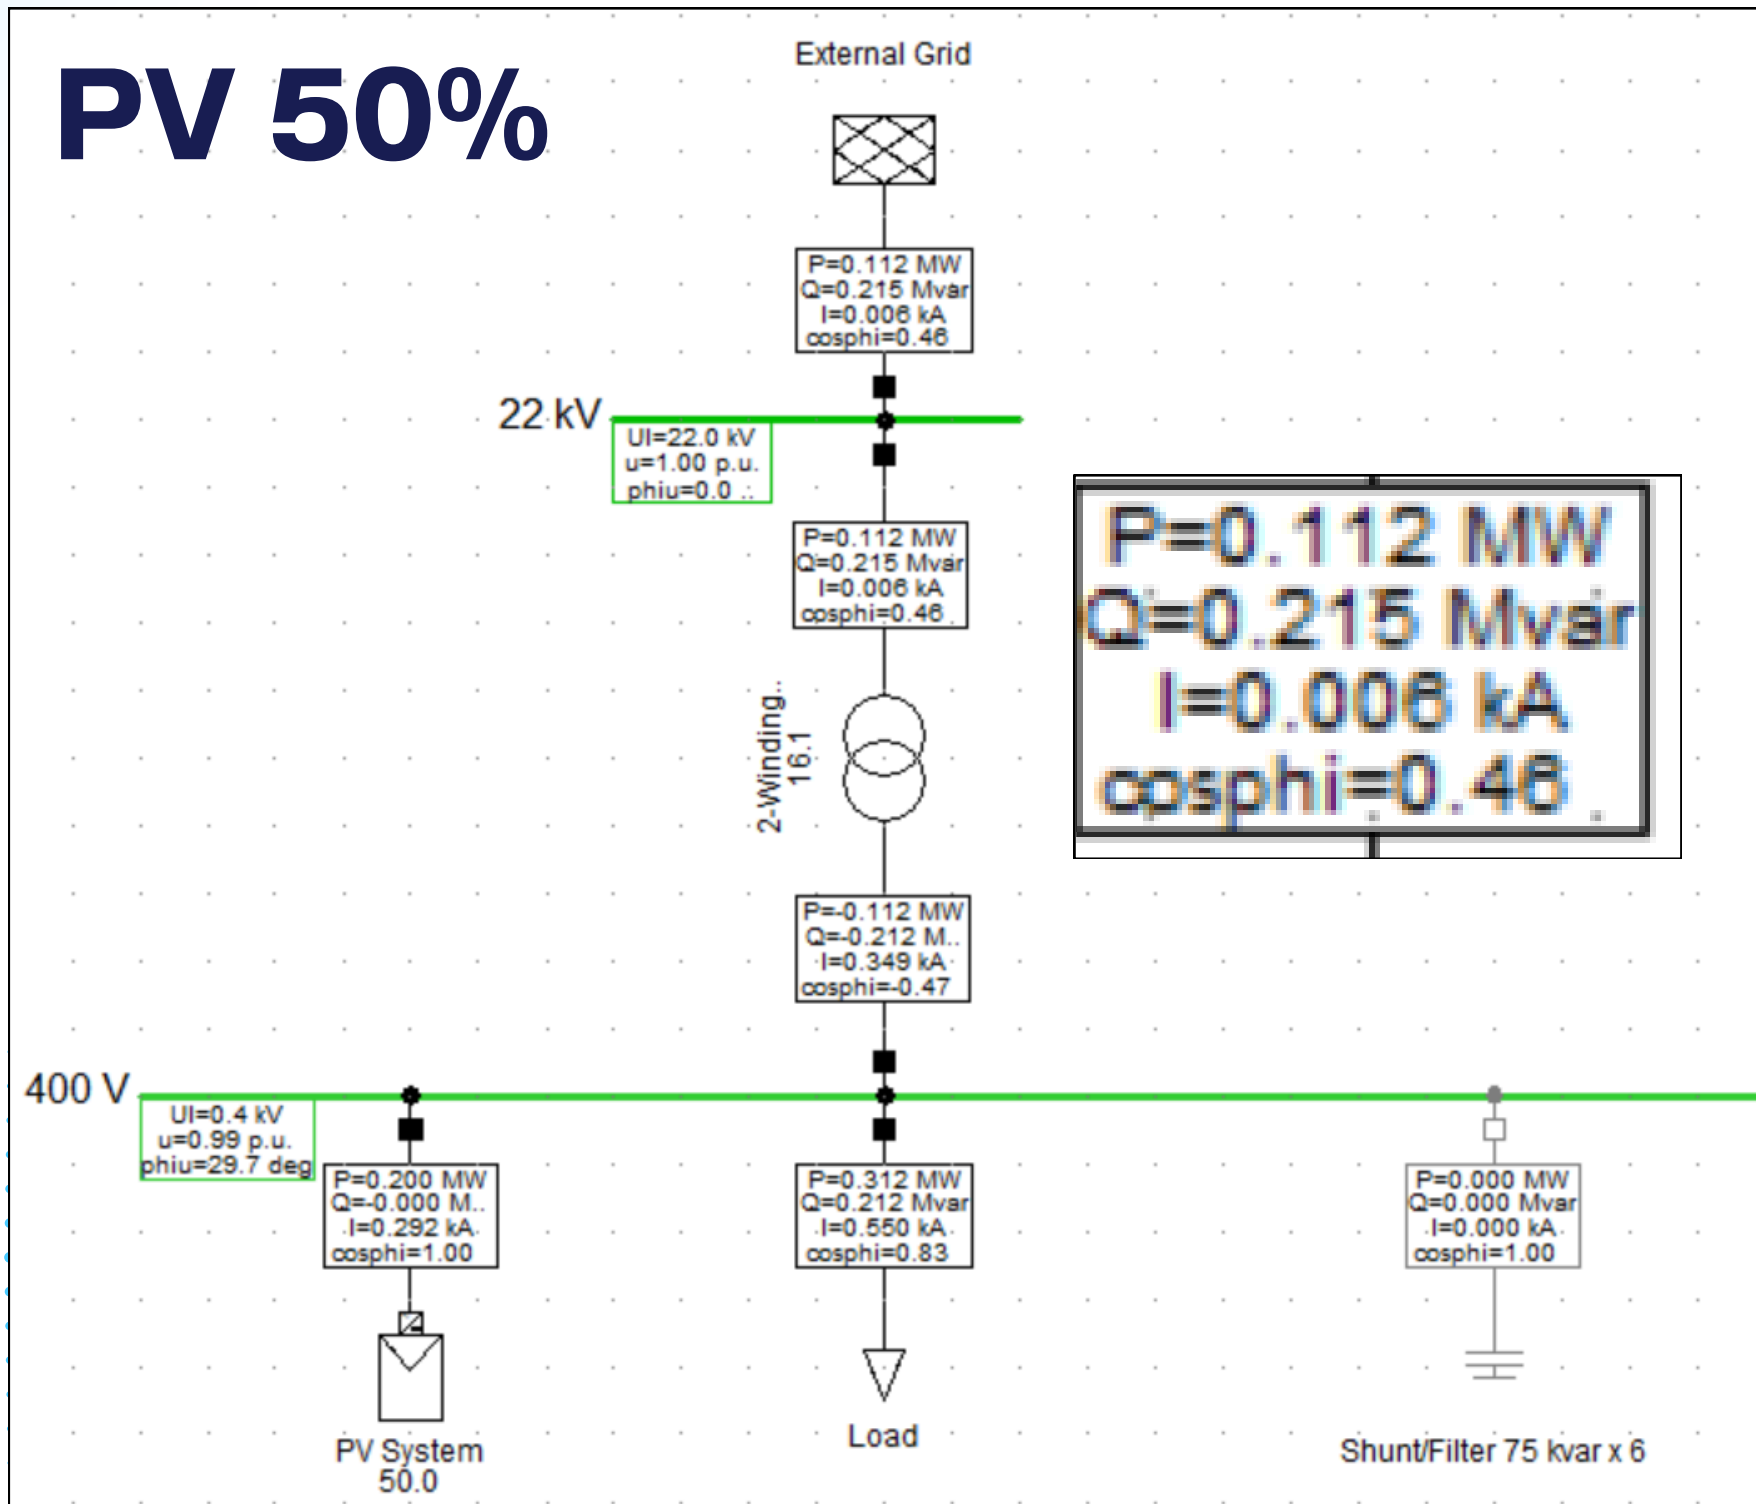 PV 50%
External Grid
P=0.112 MW
Q=0.215 Mvar
I=0.006 kA
cosphi=0.46
22 kV
Ul=22.0 kV
u=1.00 p.u.
phiu=0.0 ..
P=0.112 MW
Q=0.215 Mvar
I=0.006 kA
cosphi=0.46
P=0.112 MW
Q=0.215 Mvar
I=0.006 kA
cosphi=0.46
2-Winding..
16.1
P=-0.112 MW
Q=-0.212 M..
I=0.349 kA
cosphi=-0.47
400 V
Ul=0.4 kV
u=0.99 p.u.
phiu=29.7 deg
P=0.200 MW
Q=-0.000 M..
I=0.292 kA
cosphi=1.00
P=0.312 MW
Q=0.212 Mvar
I=0.550 kA
cosphi=0.83
P=0.000 MW
Q=0.000 Mvar
I=0.000 kA
cosphi=1.00
PV System
50.0
Load
Shunt/Filter 75 kvar x 6